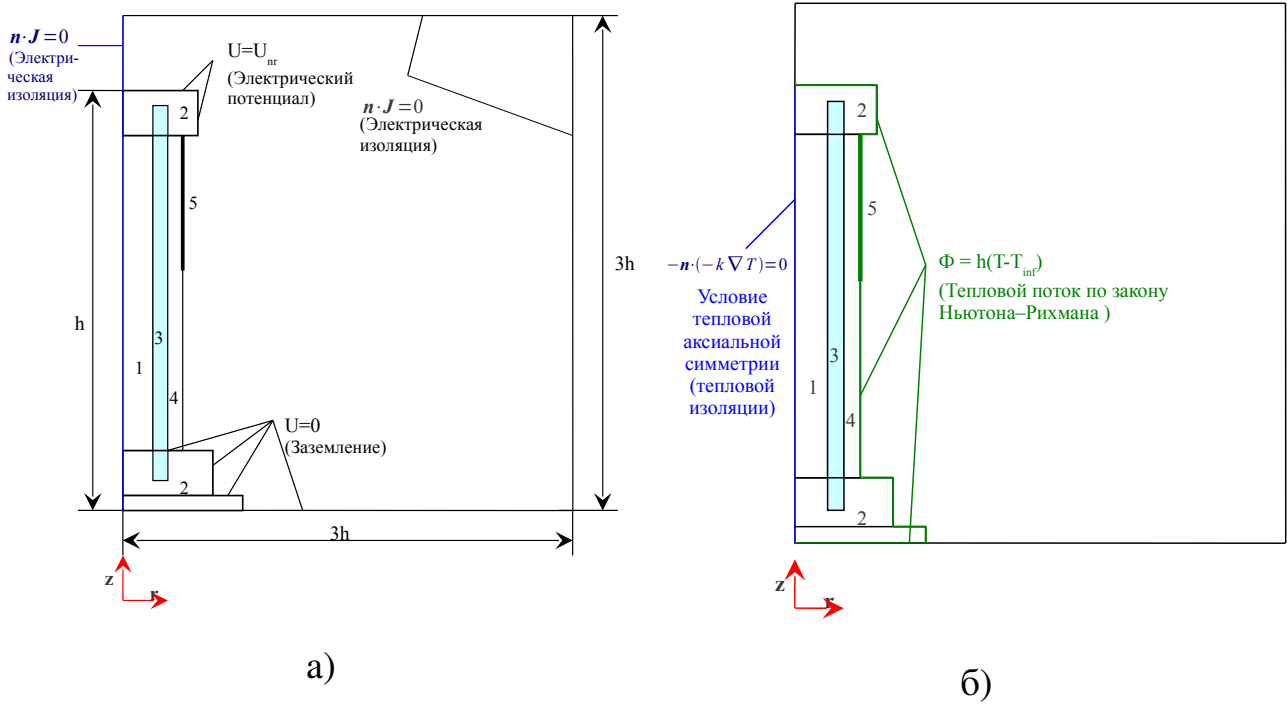 n·J=0
(Электри-
ческая
изоляция)
U=U_nr
(Электрический
потенциал)
n·J=0
(Электрическая
изоляция)
2
5
h
3h
3
1
4
U=0
(Заземление)
2
3h
z
r
а)
2
5
−n·(−k∇T)=0
Условие
тепловой
аксиальной
симметрии
(тепловой
изоляции)
Φ = h(T-T_inf)
(Тепловой поток по закону
Ньютона–Рихмана )
3
1
4
2
z
r
б)